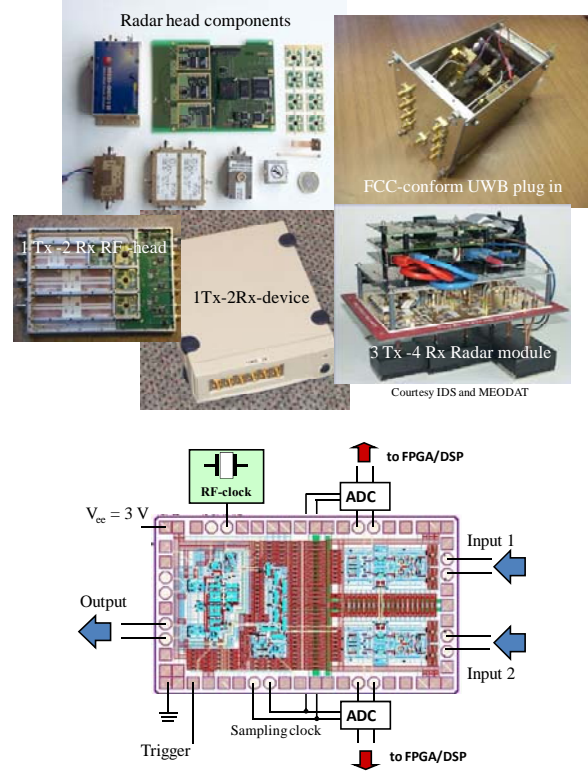 Radar head components
FCC-conform UWB plug in
1 Tx -2 Rx RF -head
1Tx-2Rx-device
3 Tx -4 Rx Radar module
Courtesy IDS and MEODAT
to FPGA/DSP
RF-clock
ADC
Vee = 3 V
Input 1
Output
Input 2
ADC
Sampling clock
Trigger
to FPGA/DSP